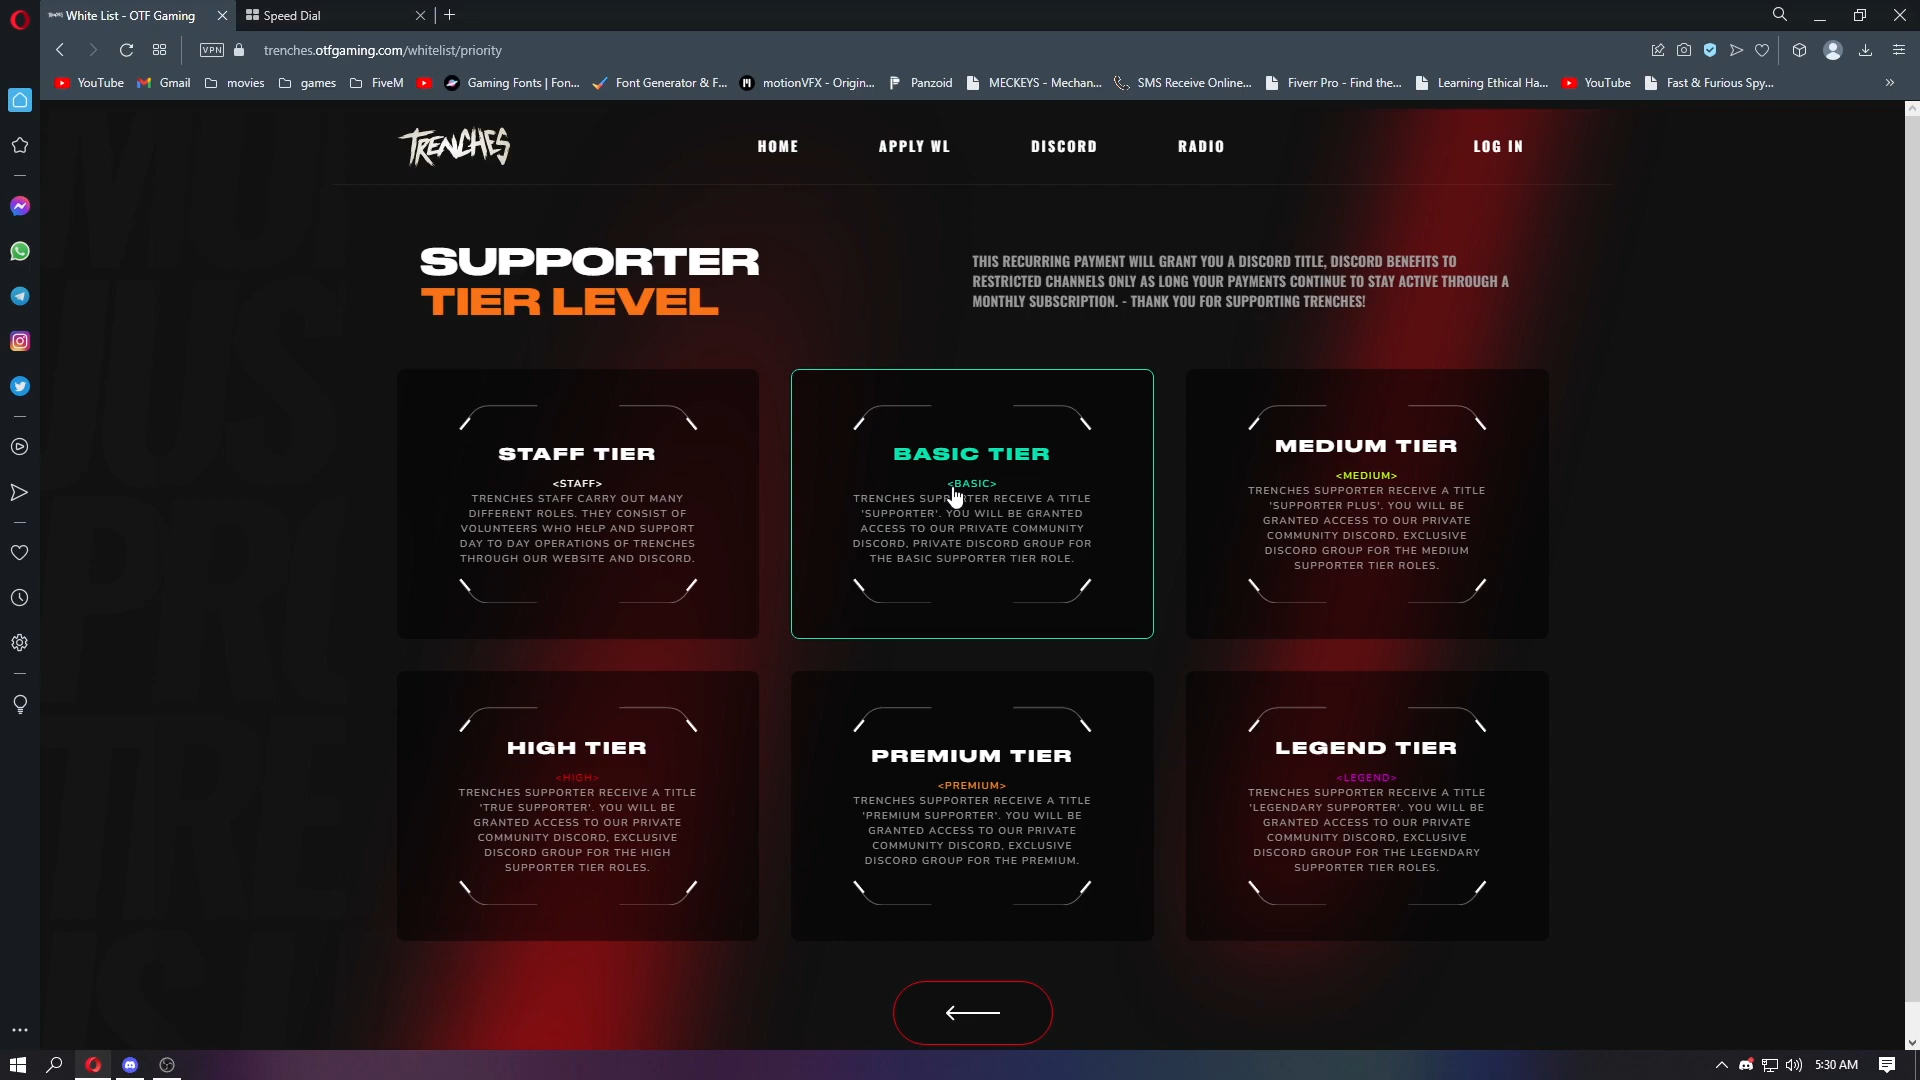 White List - OTF Gaming
Speed Dial
VPN
trenches.otfgaming.com/whitelist/priority
YouTube
Gmail
movies
games
FiveM
Gaming Fonts | Fon...
Font Generator & F...
motionVFX - Origin...
Panzoid
MECKEYS - Mechan...
SMS Receive Online...
Fiverr Pro - Find the...
Learning Ethical Ha...
YouTube
Fast & Furious Spy...
TRENCHES
HOME
APPLY WL
DISCORD
RADIO
LOG IN
SUPPORTER
TIER LEVEL
THIS RECURRING PAYMENT WILL GRANT YOU A DISCORD TITLE, DISCORD BENEFITS TO
RESTRICTED CHANNELS ONLY AS LONG YOUR PAYMENTS CONTINUE TO STAY ACTIVE THROUGH A
MONTHLY SUBSCRIPTION. - THANK YOU FOR SUPPORTING TRENCHES!
STAFF TIER
<STAFF>
TRENCHES STAFF CARRY OUT MANY
DIFFERENT ROLES. THEY CONSIST OF
VOLUNTEERS WHO HELP AND SUPPORT
DAY TO DAY OPERATIONS OF TRENCHES
THROUGH OUR WEBSITE AND DISCORD.
BASIC TIER
<BASIC>
TRENCHES SUPPORTER RECEIVE A TITLE
'SUPPORTER'. YOU WILL BE GRANTED
ACCESS TO OUR PRIVATE COMMUNITY
DISCORD, PRIVATE DISCORD GROUP FOR
THE BASIC SUPPORTER TIER ROLE.
MEDIUM TIER
<MEDIUM>
TRENCHES SUPPORTER RECEIVE A TITLE
'SUPPORTER PLUS'. YOU WILL BE
GRANTED ACCESS TO OUR PRIVATE
COMMUNITY DISCORD, EXCLUSIVE
DISCORD GROUP FOR THE MEDIUM
SUPPORTER TIER ROLES.
HIGH TIER
<HIGH>
TRENCHES SUPPORTER RECEIVE A TITLE
'TRUE SUPPORTER'. YOU WILL BE
GRANTED ACCESS TO OUR PRIVATE
COMMUNITY DISCORD, EXCLUSIVE
DISCORD GROUP FOR THE HIGH
SUPPORTER TIER ROLES.
PREMIUM TIER
<PREMIUM>
TRENCHES SUPPORTER RECEIVE A TITLE
'PREMIUM SUPPORTER'. YOU WILL BE
GRANTED ACCESS TO OUR PRIVATE
COMMUNITY DISCORD, EXCLUSIVE
DISCORD GROUP FOR THE PREMIUM.
LEGEND TIER
<LEGEND>
TRENCHES SUPPORTER RECEIVE A TITLE
'LEGENDARY SUPPORTER'. YOU WILL BE
GRANTED ACCESS TO OUR PRIVATE
COMMUNITY DISCORD, EXCLUSIVE
DISCORD GROUP FOR THE LEGENDARY
SUPPORTER TIER ROLES.
5:30 AM